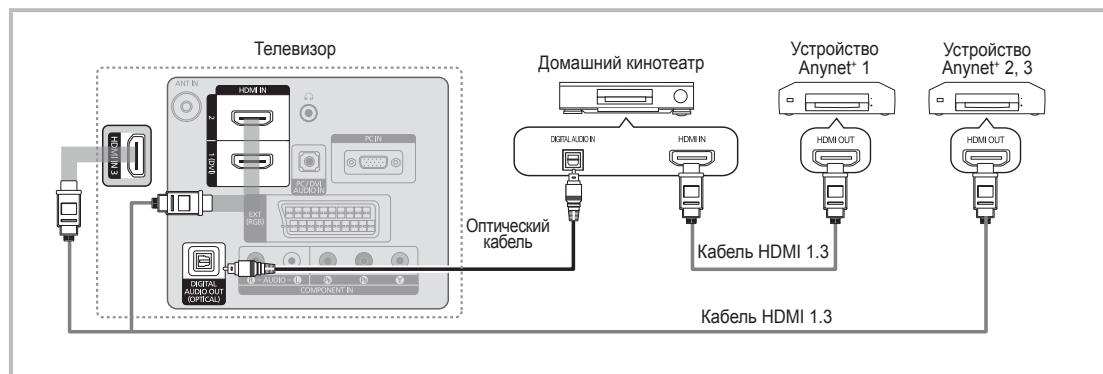 Телевизор
Домашний кинотеатр
Устройство
Anynet+ 1
Устройство
Anynet+ 2, 3
ANT IN
HDMI IN
2
1 (DVI)
HDMI IN 3
PC IN
PC / DVI
AUDIO IN
EXT
(RGB)
DIGITAL
AUDIO OUT
(OPTICAL)
R - AUDIO - L
PR
PB
Y
COMPONENT IN
DIGITAL AUDIO IN
HDMI IN
HDMI OUT
HDMI OUT
Оптический
кабель
Кабель HDMI 1.3
Кабель HDMI 1.3